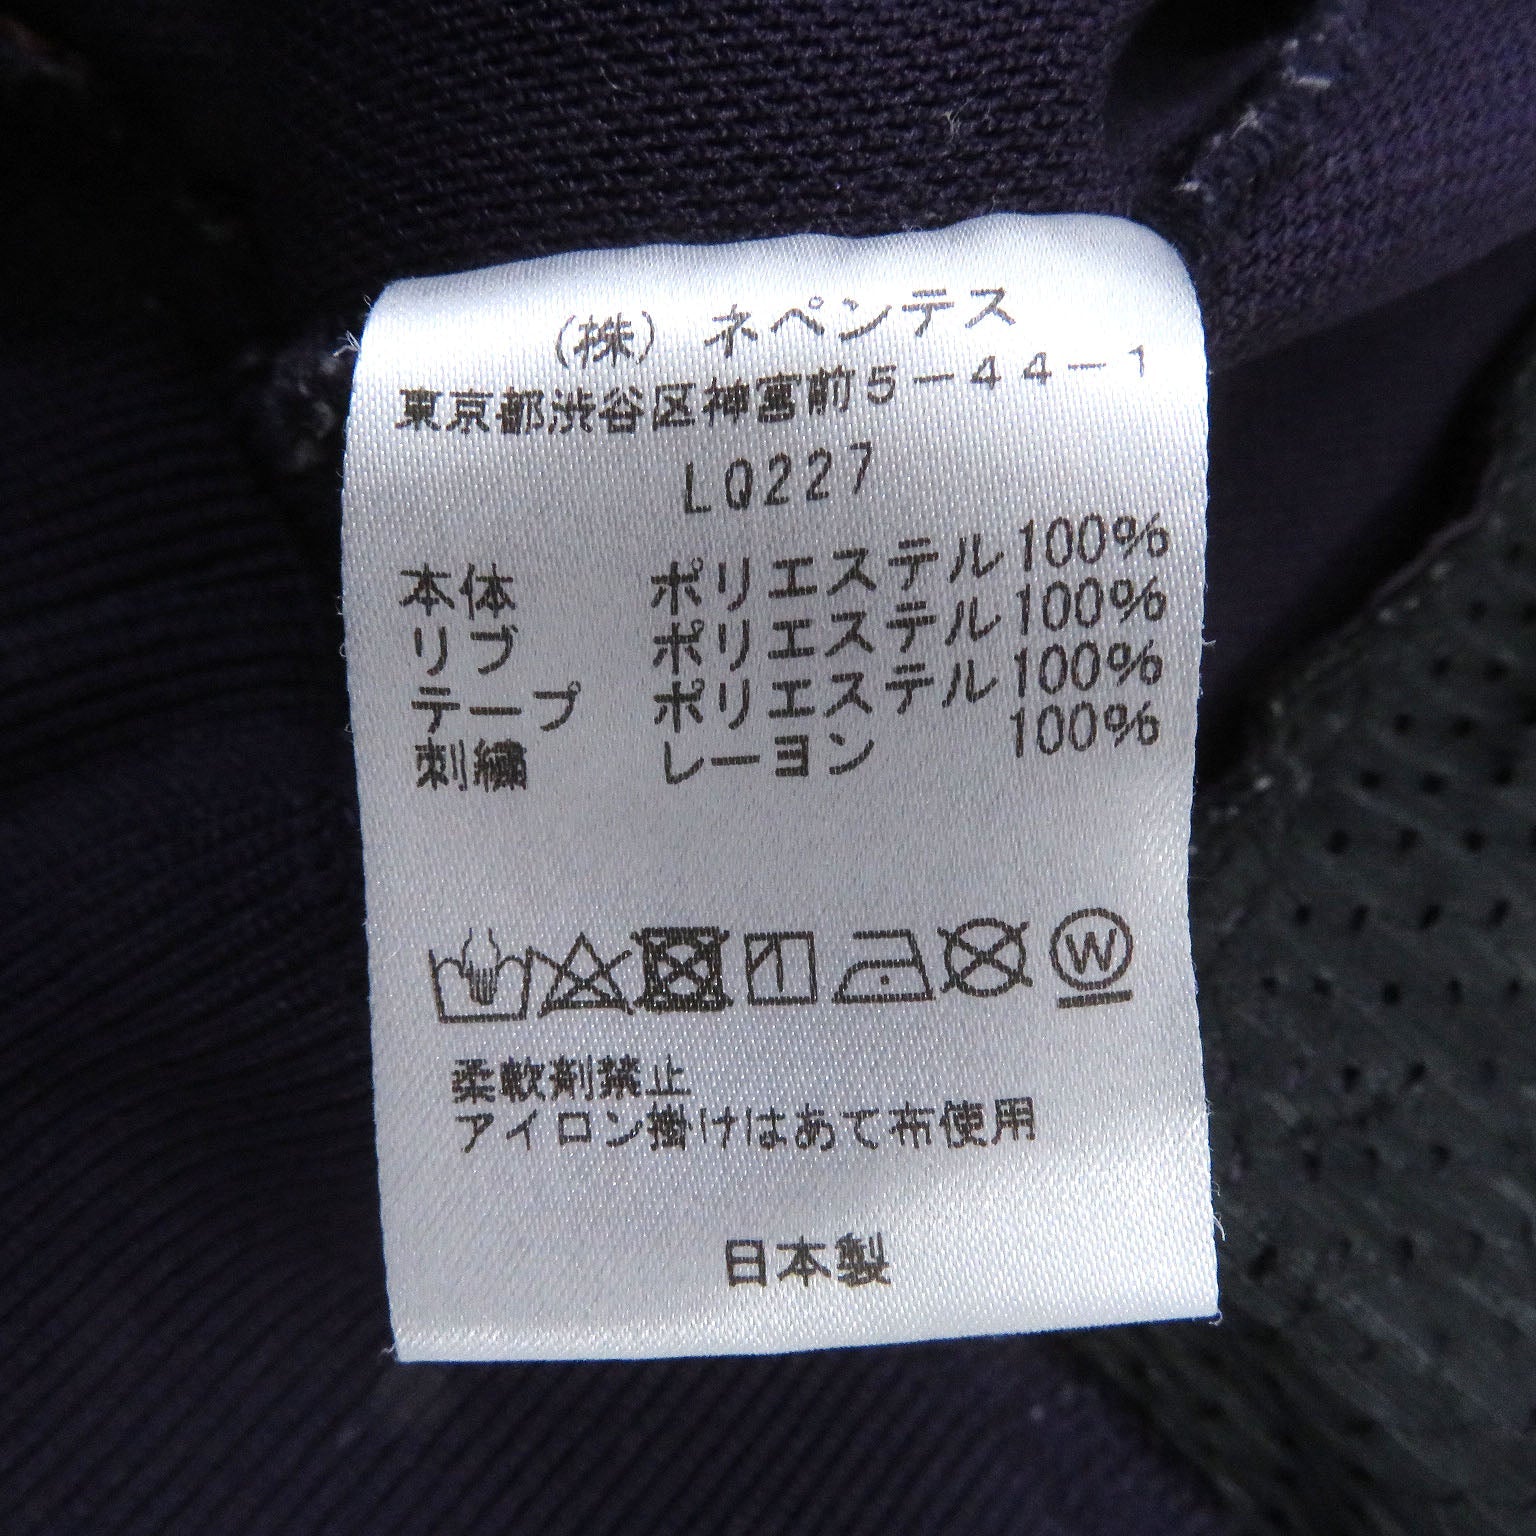 (株) ネペンテス
東京都渋谷区神宮前5-44-1
LQ227
本体 ポリエステル100%
リブ ポリエステル100%
テープ ポリエステル100%
刺繍 レーヨン 100%
W
柔軟剤禁止
アイロン掛けはあて布使用
日本製